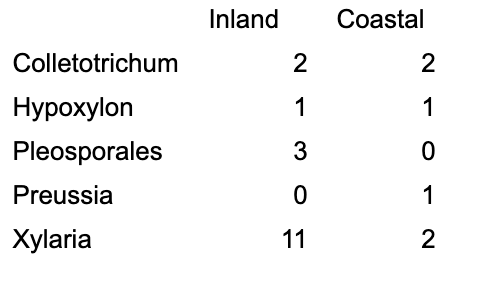 Inland Coastal
Colletotrichum 2 2
Hypoxylon 1 1
Pleosporales 3 0
Preussia 0 1
Xylaria 11 2